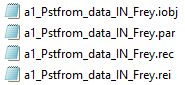 a1_Pstfrom_data_IN_Frey.iobj
a1_Pstfrom_data_IN_Frey.par
a1_Pstfrom_data_IN_Frey.rec
a1_Pstfrom_data_IN_Frey.rei